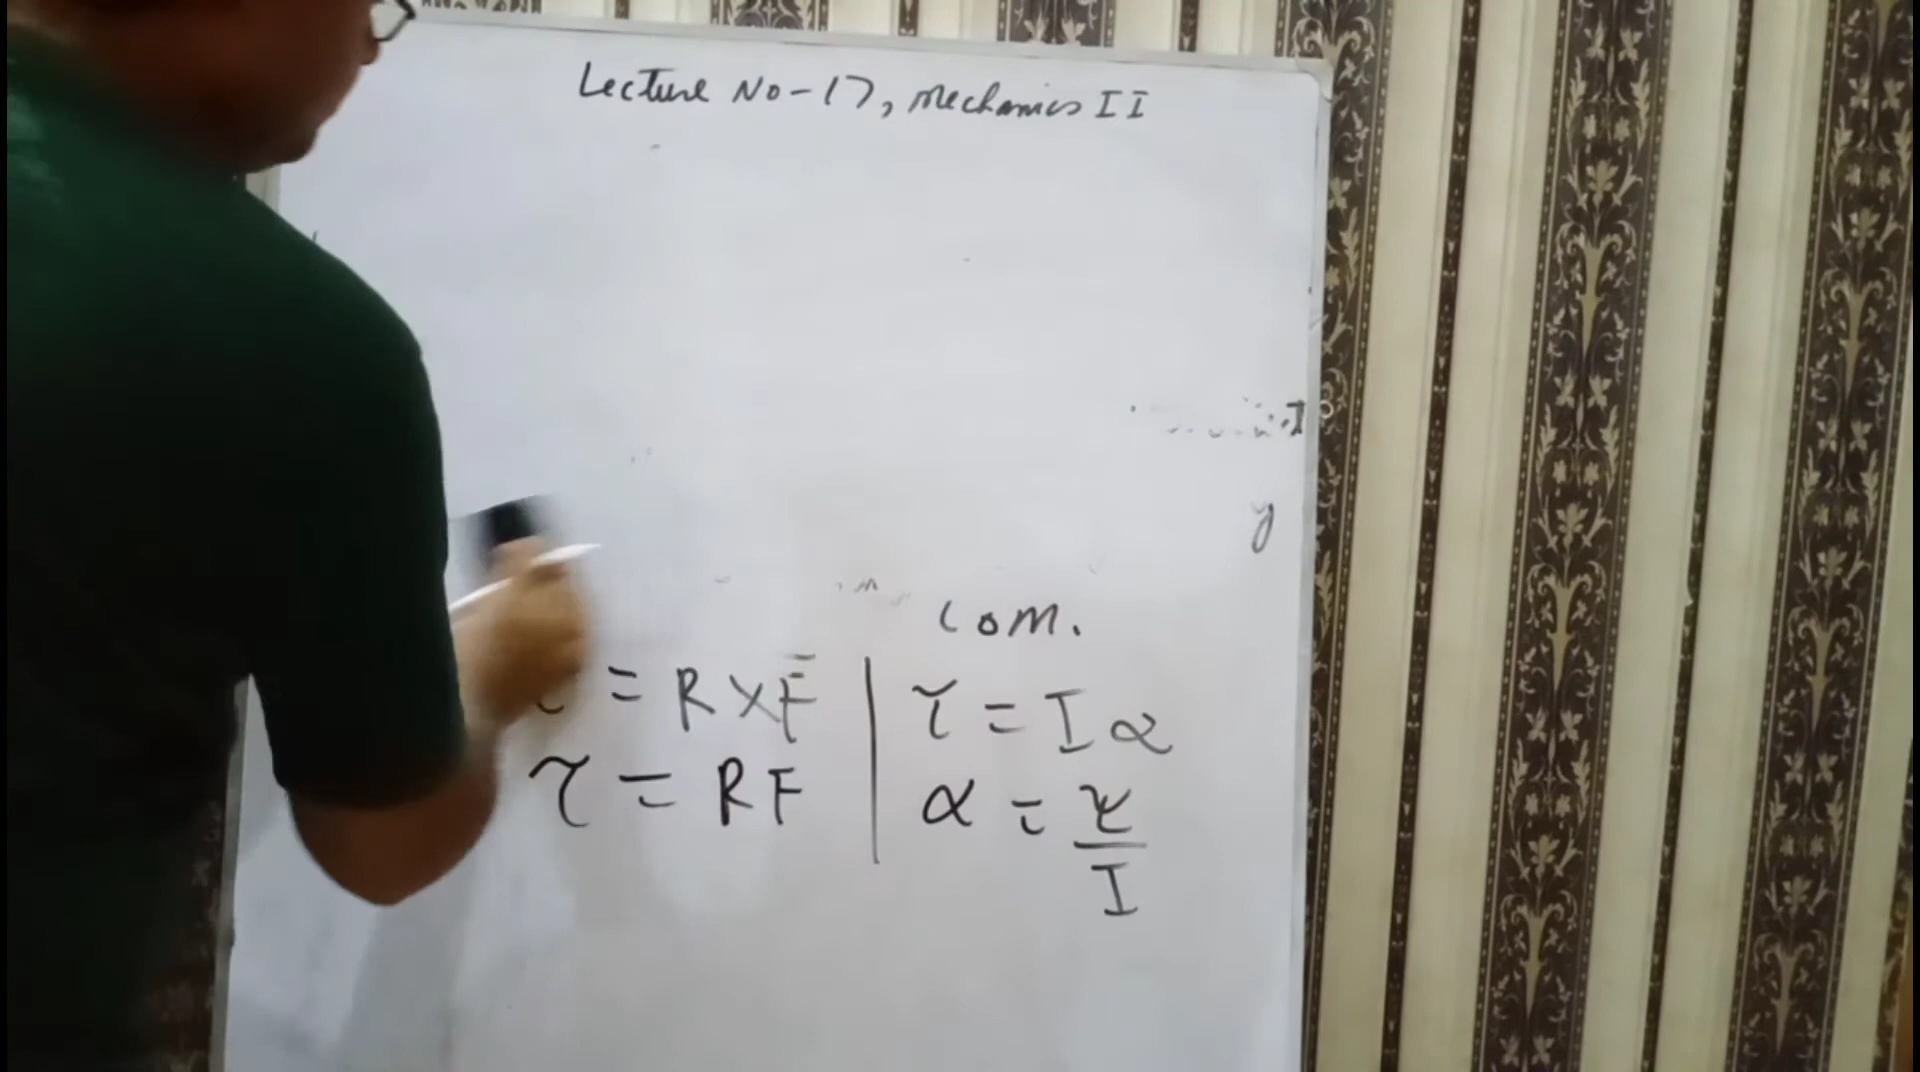 Lecture No-17, Mechanics II
y
com.
τ = R X F̅
τ = I α
τ = RF
α = τ/I